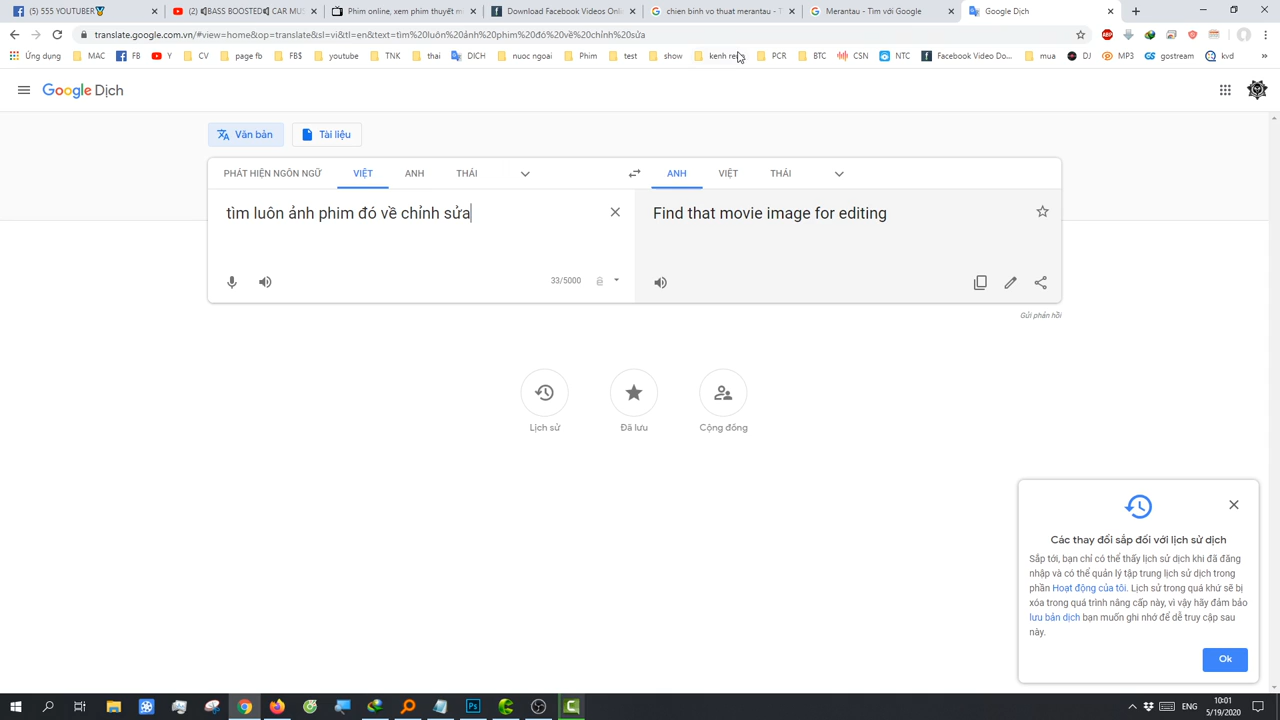 (5) 555 YOUTUBER
(2) BASS BOOSTED CAR MUS
Phim online, xem phim thuyết m
Download Facebook Videos Onli
chien binh vo thuat merantau - T
Merantau - Tìm với Google
Google Dịch
translate.google.com.vn/#view=home&op=translate&sl=vi&tl=en&text=tìm%20luôn%20ảnh%20phim%20đó%20về%20chỉnh%20sửa
Ứng dụng MAC FB Y CV page fb FB$ youtube TNK thai DICH nuoc ngoai Phim test show kenh PCR BTC CSN NTC Facebook Video Do... mua DJ MP3 gostream kvd
Google Dịch
Văn bản
Tài liệu
PHÁT HIỆN NGÔN NGỮ VIỆT ANH THÁI
ANH VIỆT THÁI
tìm luôn ảnh phim đó về chỉnh sửa
Find that movie image for editing
33/5000
Gửi phản hồi
Lịch sử
Đã lưu
Cộng đồng
Các thay đổi sắp đối với lịch sử dịch
Sắp tới, bạn chỉ có thể thấy lịch sử dịch khi đã đăng
nhập và có thể quản lý tập trung lịch sử dịch trong
phần Hoạt động của tôi. Lịch sử trong quá khứ sẽ bị
xóa trong quá trình nâng cấp này, vì vậy hãy đảm bảo
lưu bản dịch bạn muốn ghi nhớ để dễ truy cập sau
này.
Ok
ENG
10:01
5/19/2020